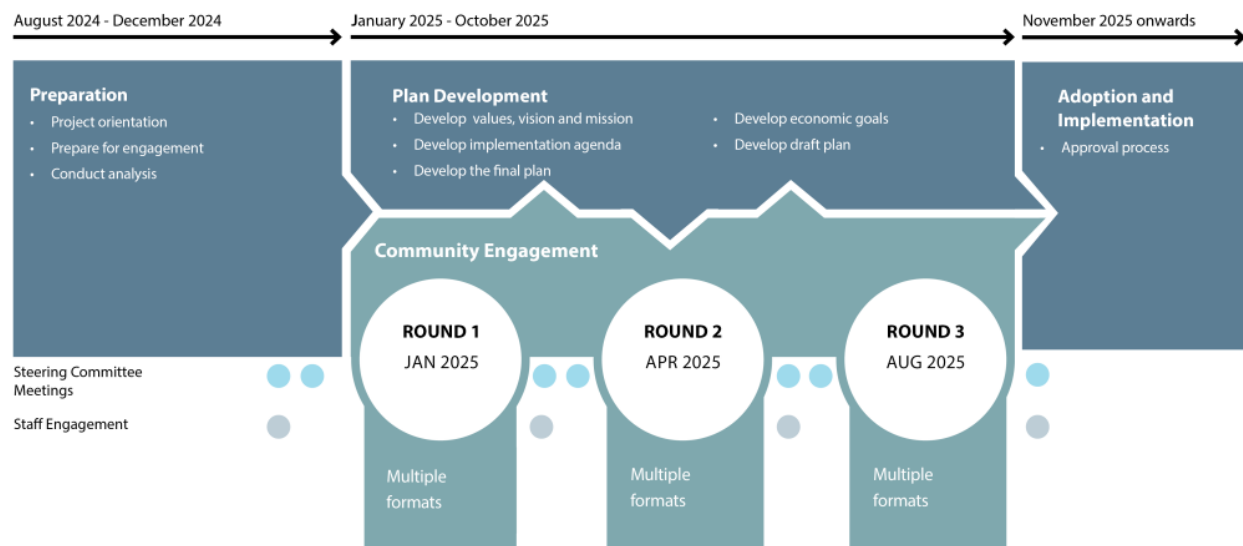 August 2024 - December 2024
January 2025 - October 2025
November 2025 onwards
Preparation
• Project orientation
• Prepare for engagement
• Conduct analysis
Plan Development
• Develop values, vision and mission
• Develop implementation agenda
• Develop the final plan
• Develop economic goals
• Develop draft plan
Adoption and
Implementation
• Approval process
Community Engagement
ROUND 1
JAN 2025
ROUND 2
APR 2025
ROUND 3
AUG 2025
Steering Committee
Meetings
Staff Engagement
Multiple
formats
Multiple
formats
Multiple
formats